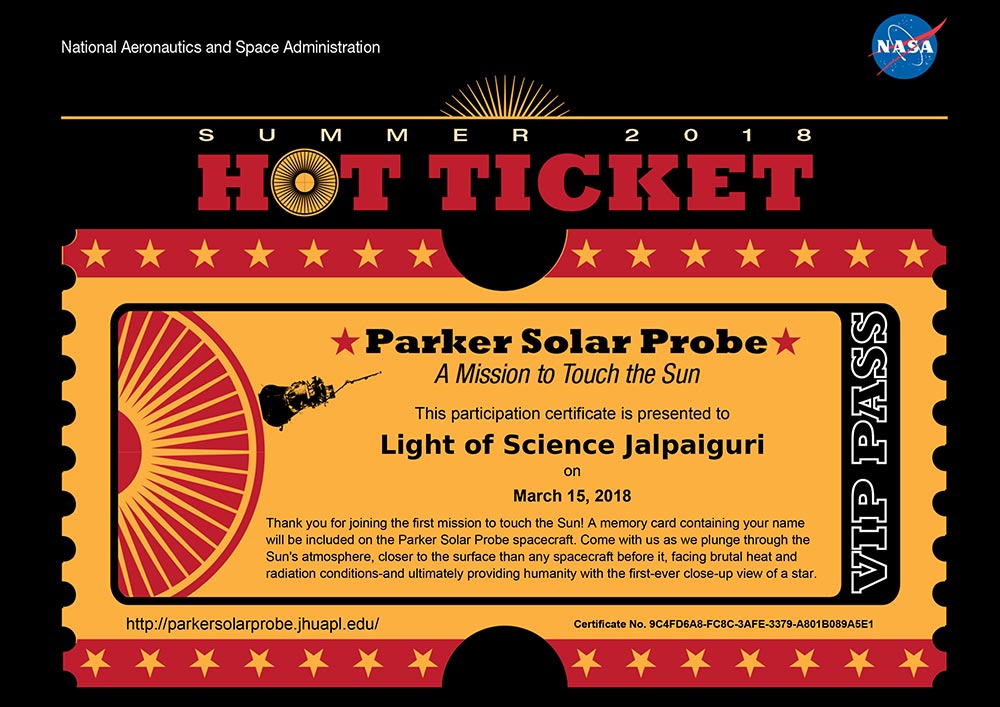 National Aeronautics and Space Administration
NASA
SUMMER 2018
HOT TICKET
Parker Solar Probe
A Mission to Touch the Sun
This participation certificate is presented to
Light of Science Jalpaiguri
on
March 15, 2018
Thank you for joining the first mission to touch the Sun! A memory card containing your name
will be included on the Parker Solar Probe spacecraft. Come with us as we plunge through the
Sun's atmosphere, closer to the surface than any spacecraft before it, facing brutal heat and
radiation conditions-and ultimately providing humanity with the first-ever close-up view of a star.
VIP PASS
http://parkersolarprobe.jhuapl.edu/
Certificate No. 9C4FD6A8-FC8C-3AFE-3379-A801B089A5E1